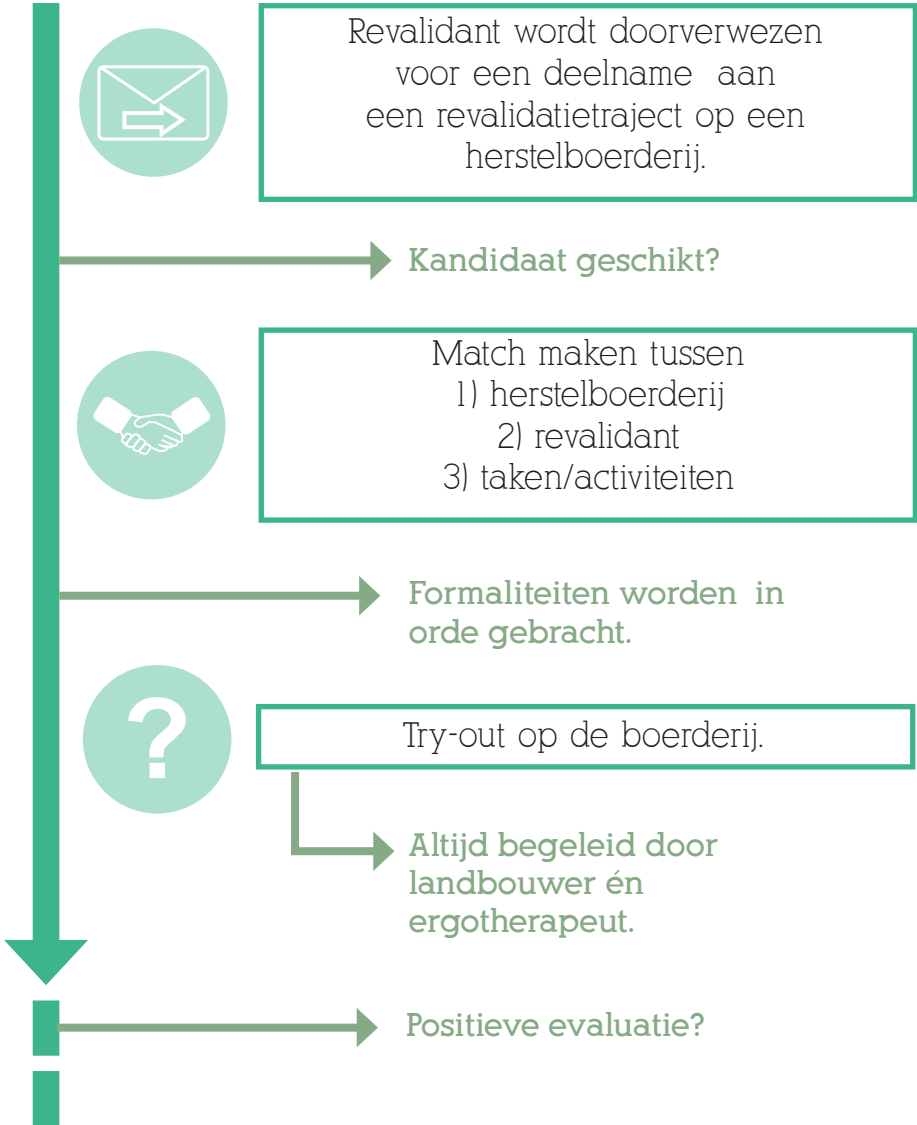 Revalidant wordt doorverwezen
voor een deelname aan
een revalidatietraject op een
herstelboerderij.
Kandidaat geschikt?
Match maken tussen
1) herstelboerderij
2) revalidant
3) taken/activiteiten
Formaliteiten worden in
orde gebracht.
?
Try-out op de boerderij.
Altijd begeleid door
landbouwer én
ergotherapeut.
Positieve evaluatie?